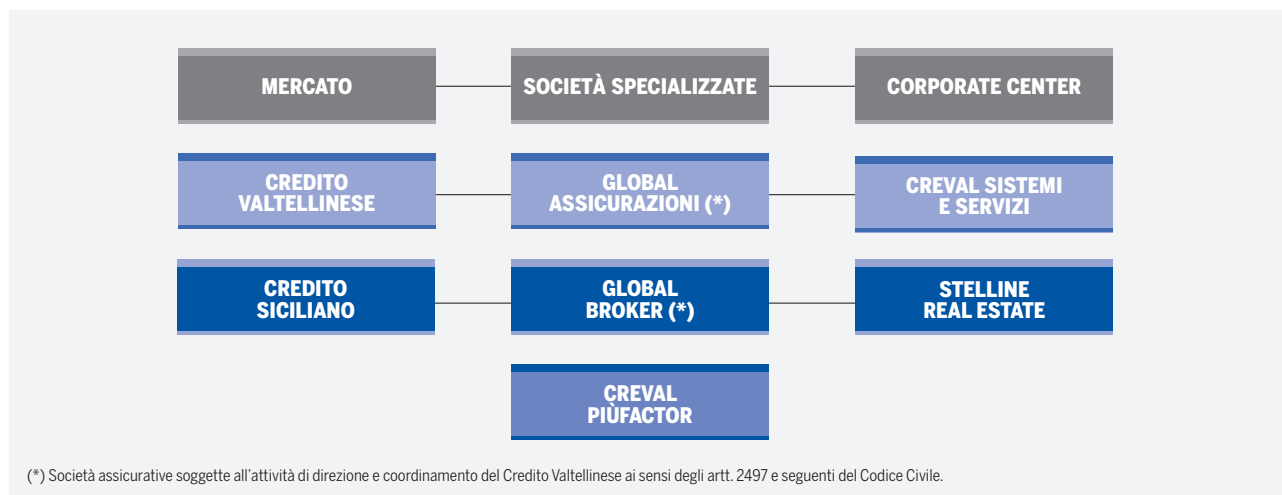 MERCATO
SOCIETÀ SPECIALIZZATE
CORPORATE CENTER
CREDITO
VALTELLINESE
GLOBAL
ASSICURAZIONI (*)
CREVAL SISTEMI
E SERVIZI
CREDITO
SICILIANO
GLOBAL
BROKER (*)
STELLINE
REAL ESTATE
CREVAL
PIÙFACTOR
(*) Società assicurative soggette all'attività di direzione e coordinamento del Credito Valtellinese ai sensi degli artt. 2497 e seguenti del Codice Civile.